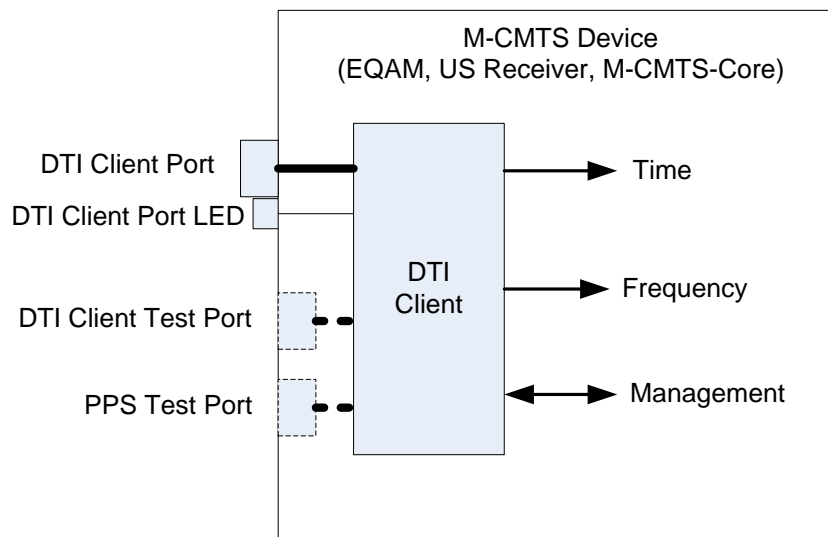 M-CMTS Device
(EQAM, US Receiver, M-CMTS-Core)
DTI Client Port
DTI Client Port LED
DTI Client Test Port
PPS Test Port
DTI
Client
Time
Frequency
Management